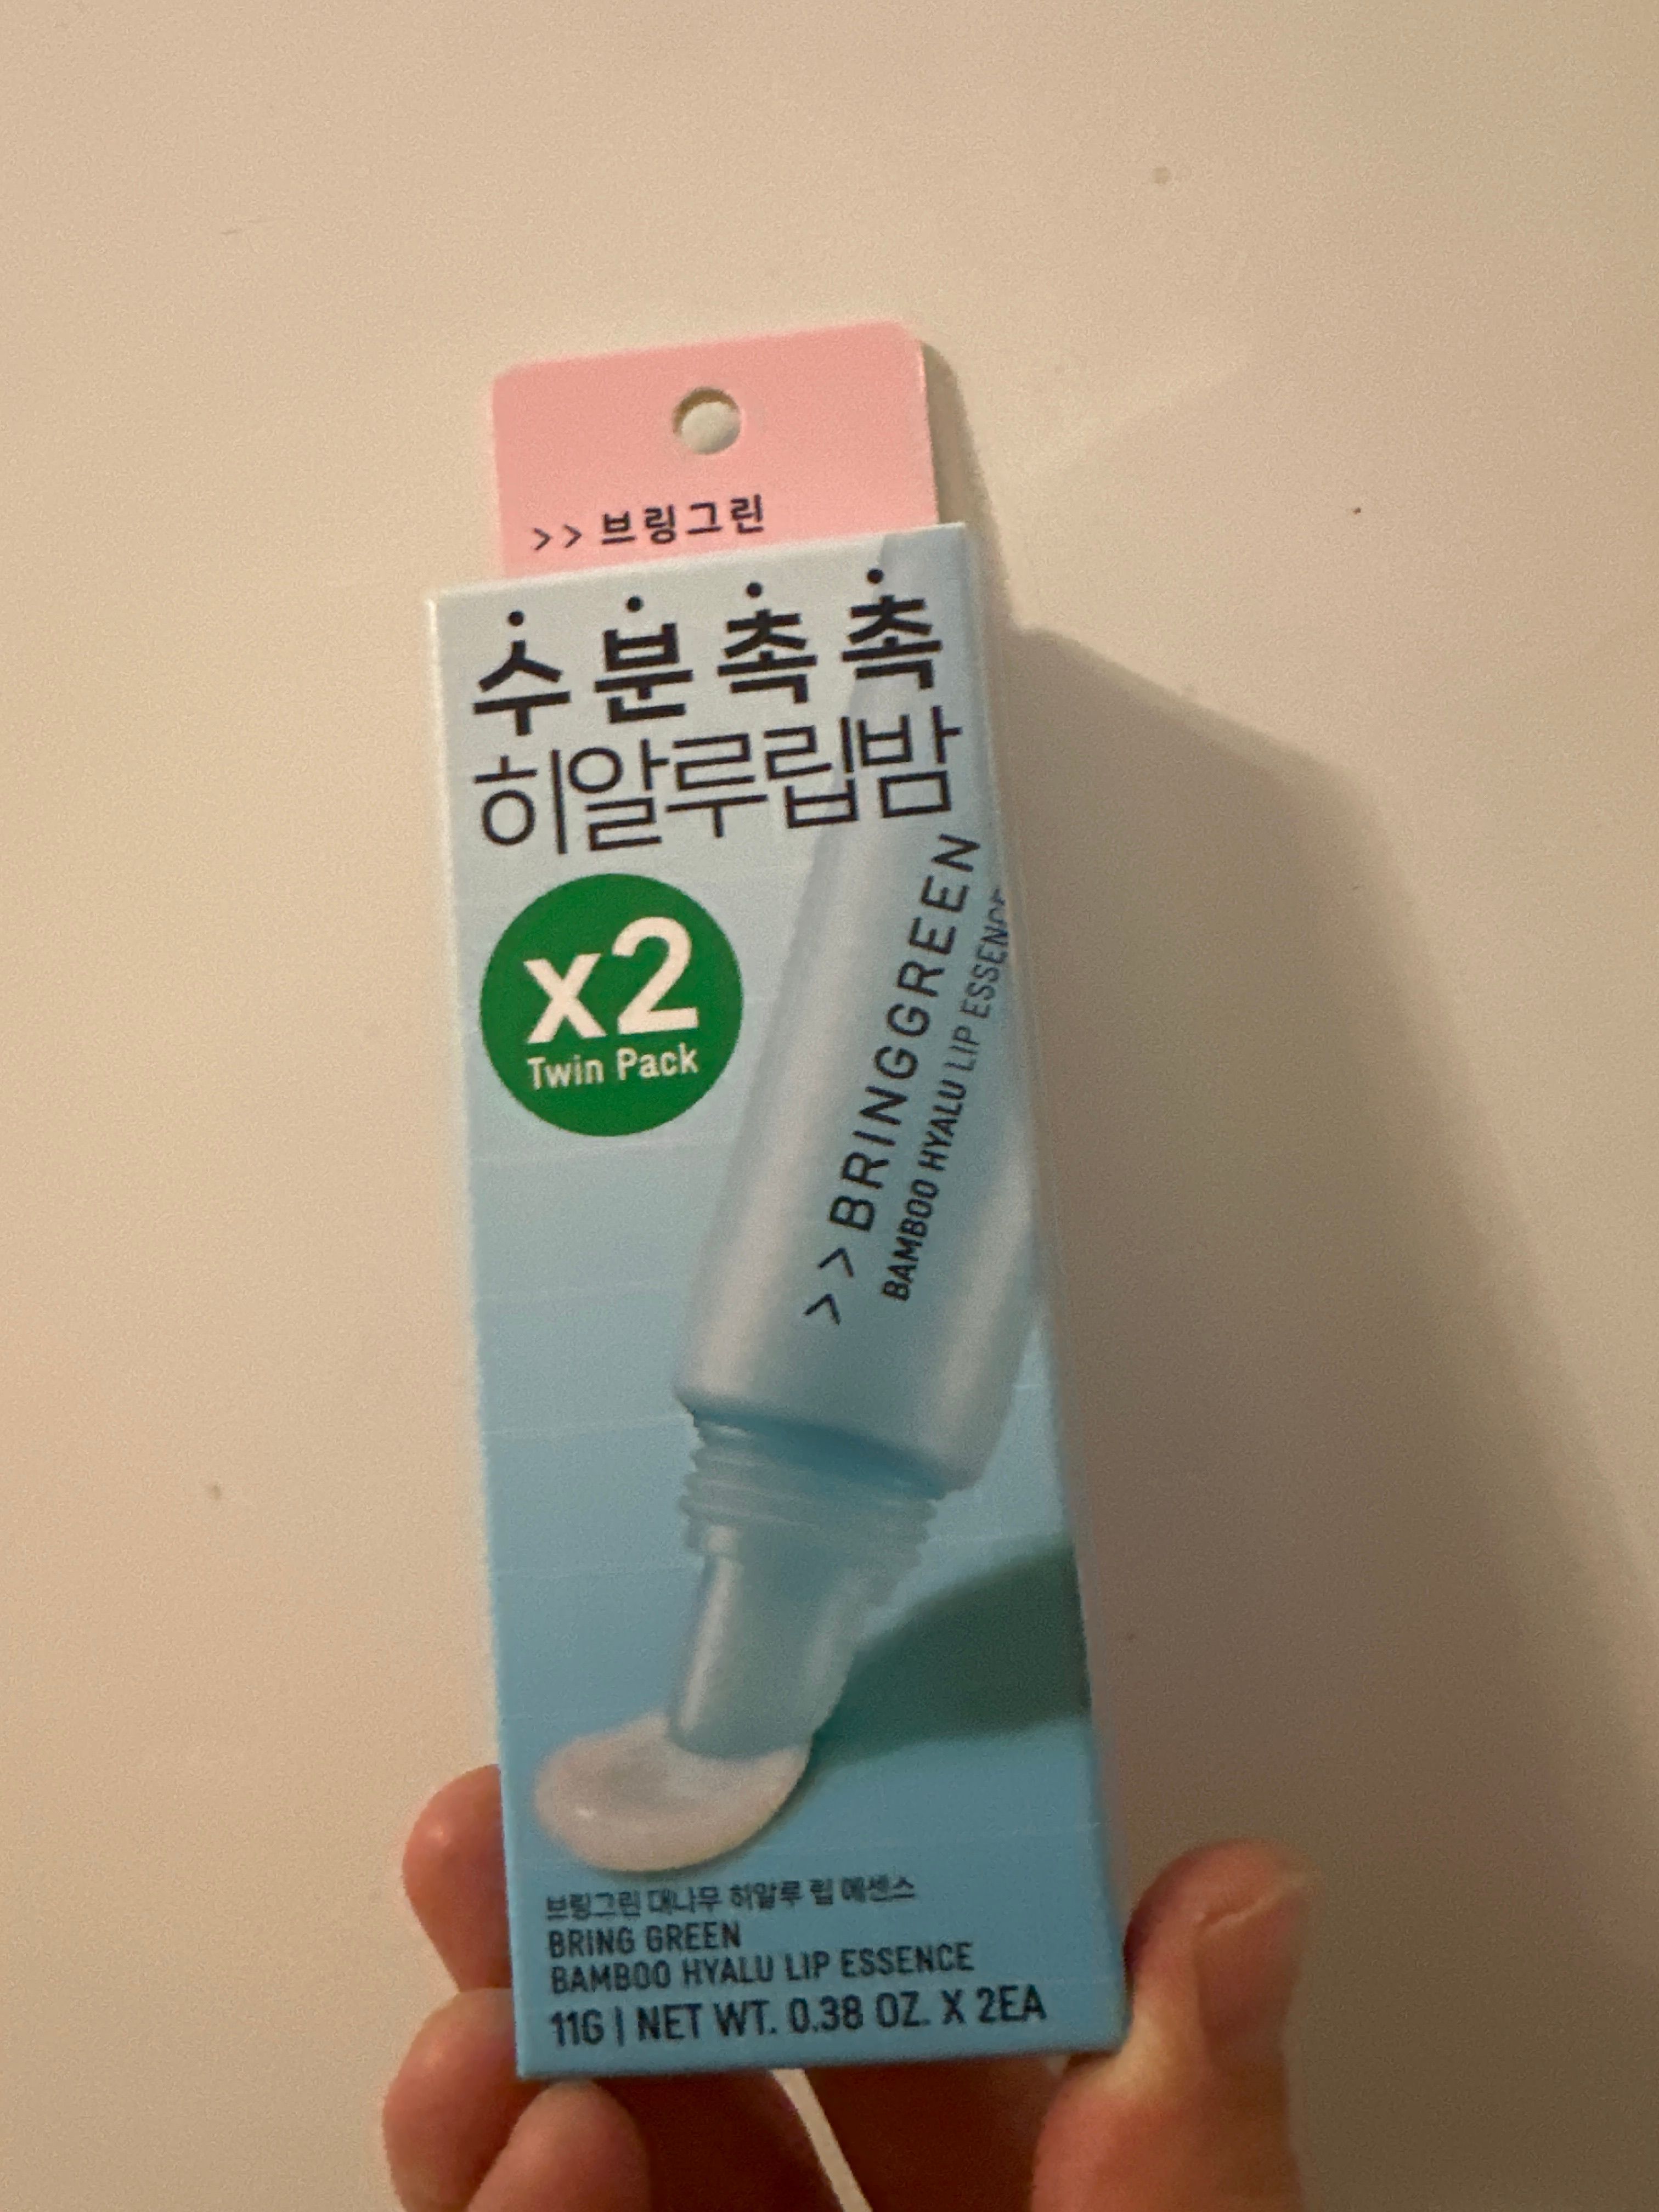 >> 브링그린
수분촉촉
히알루립밤
x2
Twin Pack
>> BRINGGREEN
BAMBOO HYALU LIP ESSENCE
브링그린 대나무 히알루 립 에센스
BRING GREEN
BAMBOO HYALU LIP ESSENCE
11G | NET WT. 0.38 OZ. X 2EA